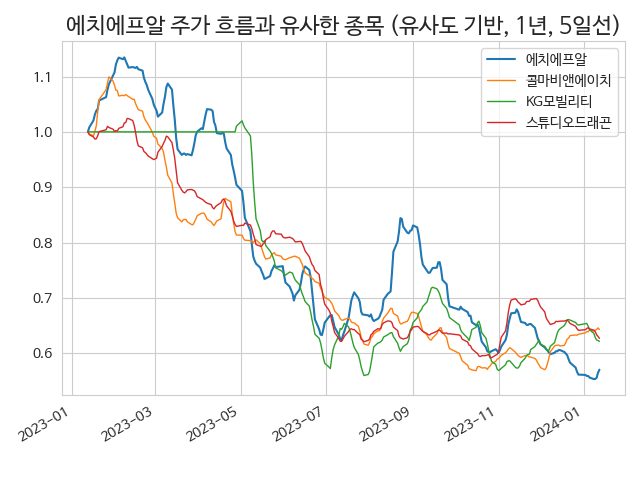 에치에프알 주가 흐름과 유사한 종목 (유사도 기반, 1년, 5일선)
에치에프알
콜마비앤에이치
KG모빌리티
스튜디오드래곤
1.1
1.0
0.9
0.8
0.7
0.6
2023-01
2023-03
2023-05
2023-07
2023-09
2023-11
2024-01